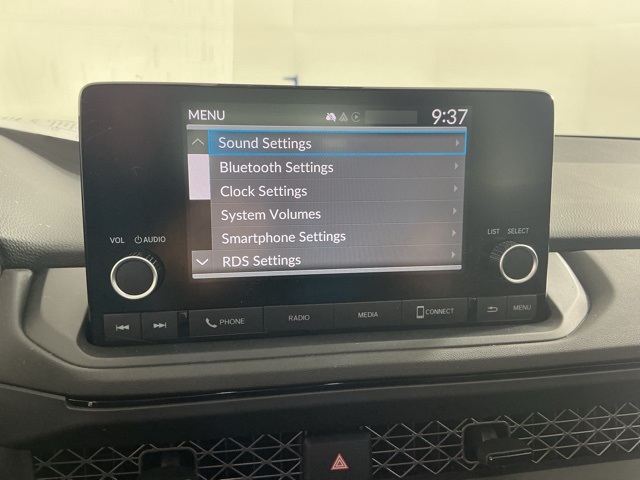 MENU 9:37
Sound Settings
Bluetooth Settings
Clock Settings
System Volumes
Smartphone Settings
RDS Settings
VOL AUDIO
LIST SELECT
PHONE RADIO MEDIA CONNECT MENU